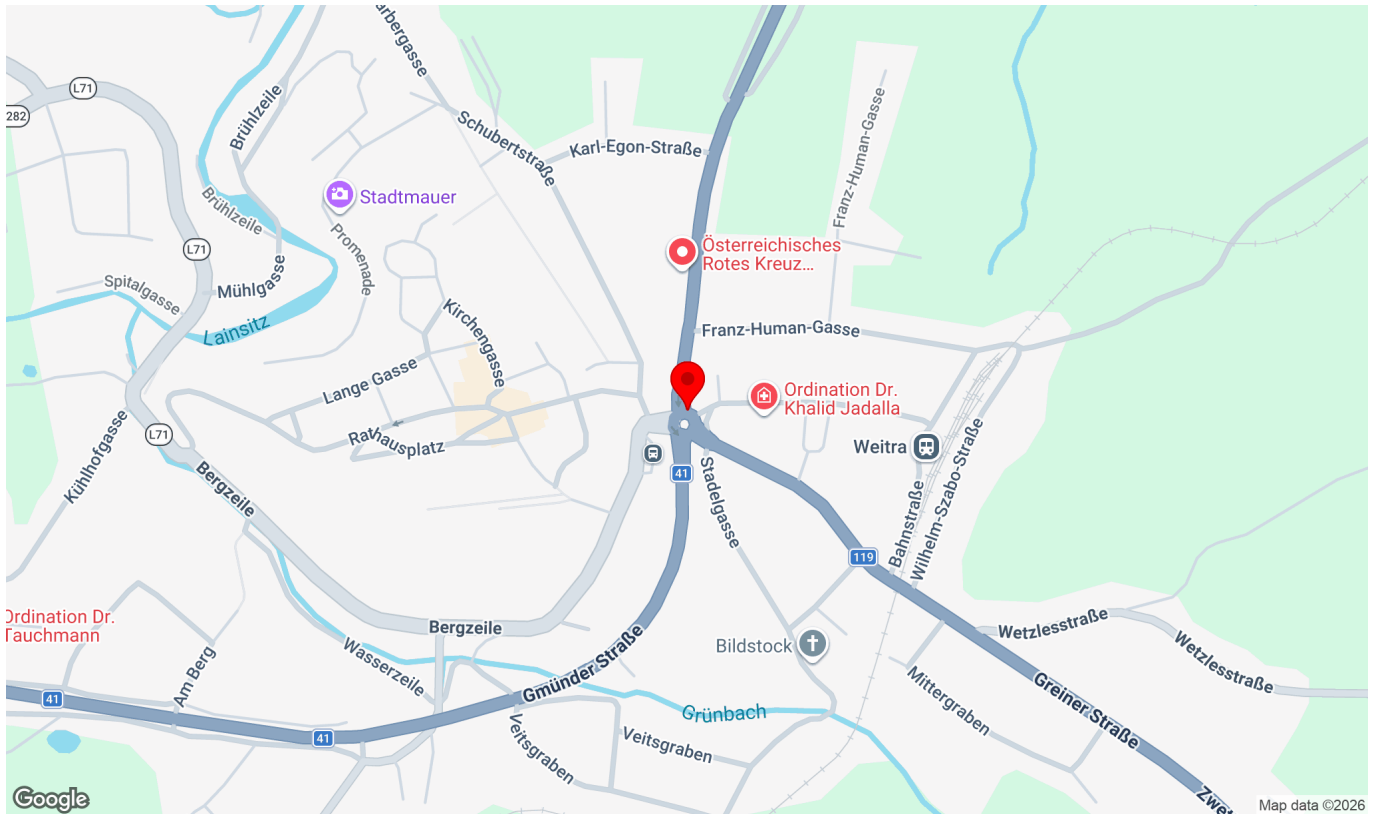 arbergasse
L71
282
Brühlzeile
Schubertstraße
Karl-Egon-Straße
Franz-Human-Gasse
Stadtmauer
Brühlzeile
Promenade
L71
Österreichisches
Rotes Kreuz...
Mühlgasse
Spitalgasse
Lainsitz
Kirchengasse
Franz-Human-Gasse
Lange Gasse
Ordination Dr.
Khalid Jadalla
Rathausplatz
L71
Kühlhofgasse
Weitra
Bergzeile
41
Stadelgasse
Bahnstraße
Wilhelm-Szabo-Straße
119
Ordination Dr.
Tauchmann
Bergzeile
Wetzlesstraße
Bildstock
Wasserzeile
Gmünder Straße
Am Berg
Wetzlesstraße
Mittergraben
Greiner Straße
41
Grünbach
41
Veitsgraben
Veitsgraben
Zwet
Google
Map data ©2026